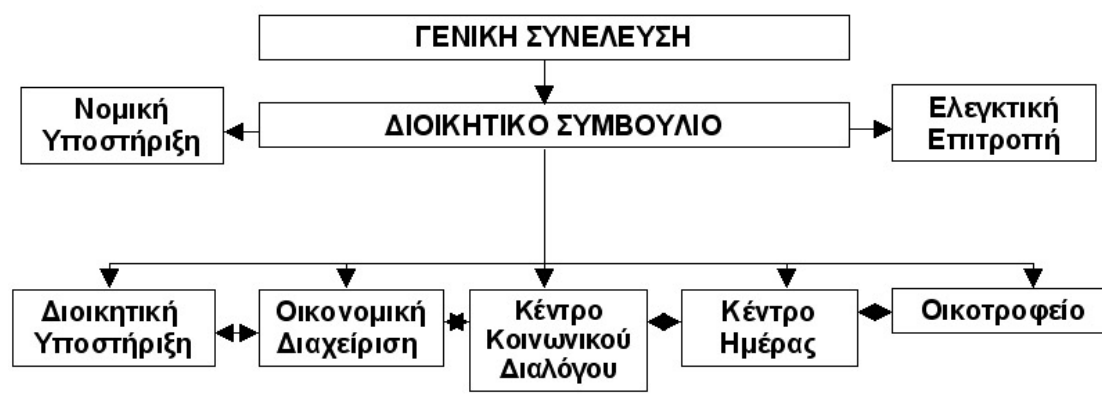 ΓΕΝΙΚΗ ΣΥΝΕΛΕΥΣΗ
Νομική
Υποστήριξη
ΔΙΟΙΚΗΤΙΚΟ ΣΥΜΒΟΥΛΙΟ
Ελεγκτική
Επιτροπή
Διοικητική
Υποστήριξη
Οικονομική
Διαχείριση
Κέντρο
Κοινωνικού
Διαλόγου
Κέντρο
Ημέρας
Οικοτροφείο